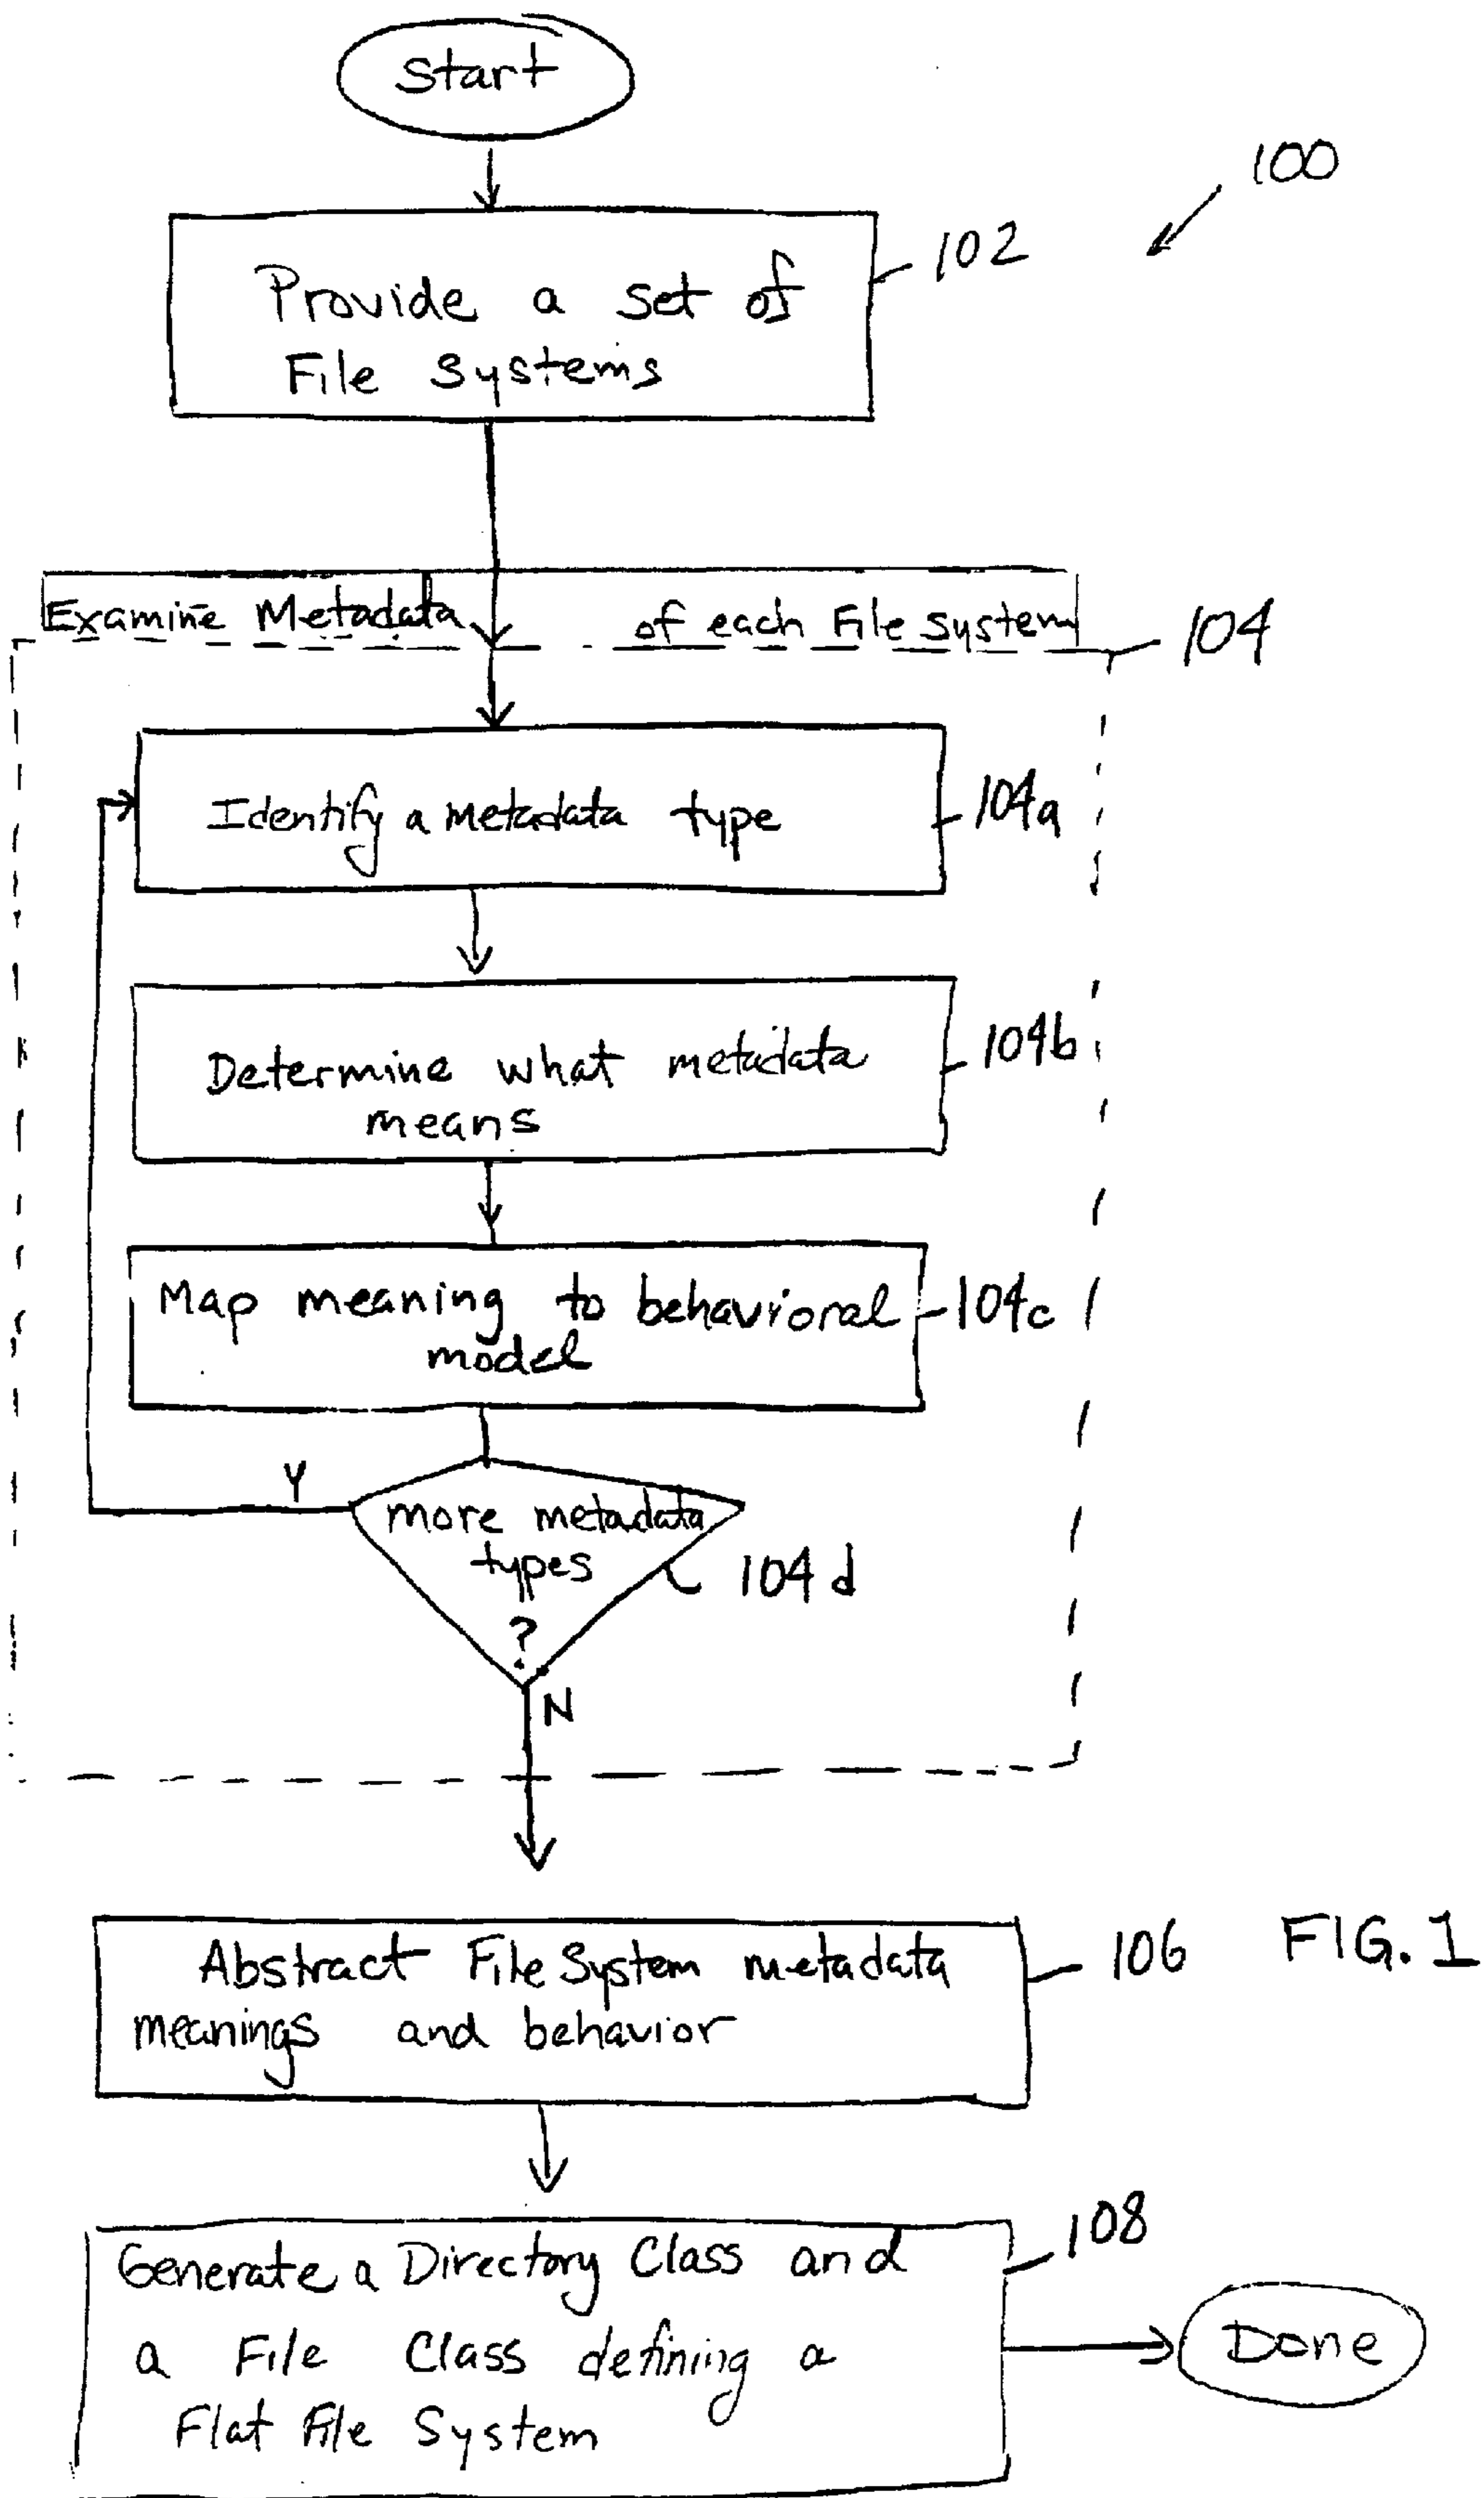 Start
100
102
Provide a set of
File Systems
Examine Metadata of each File system
104
Identify a metadata type
104a
Determine what metadata
means
104b
Map meaning to behavioral
model
104c
Y
more metadata
types
?
104d
N
Abstract File System metadata
meanings and behavior
106
FIG. 1
Generate a Directory Class and
a File Class defining a
Flat File System
108
Done